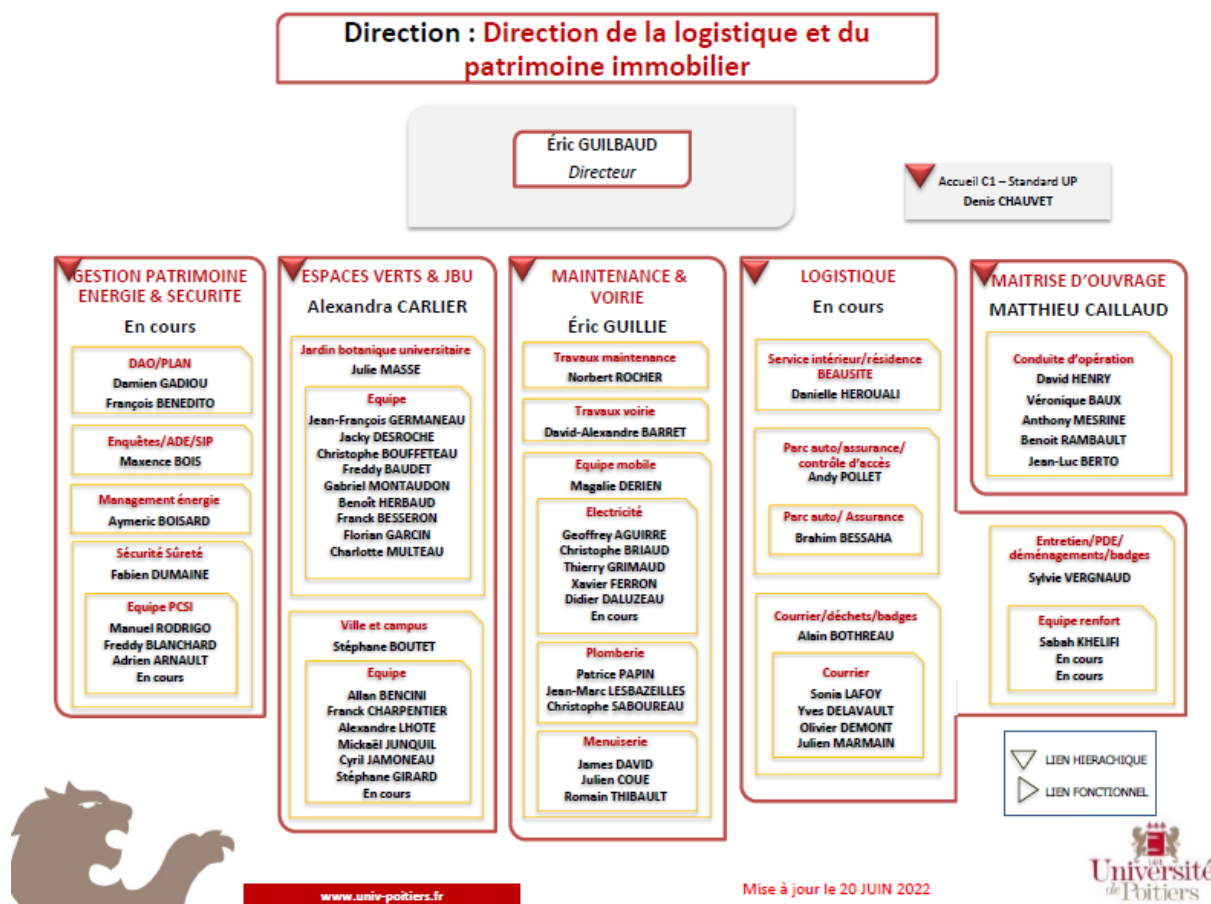 Direction : Direction de la logistique et du
patrimoine immobilier
Éric GUILBAUD
Directeur
Accueil C1 – Standard UP
Denis CHAUVET
GESTION PATRIMOINE
ENERGIE & SECURITE
En cours
DAO/PLAN
Damien GADIOU
François BENEDITO
Enquêtes/ADE/SIP
Maxence BOIS
Management énergie
Aymeric BOISARD
Sécurité Sûreté
Fabien DUMAINE
Equipe PCSI
Manuel RODRIGO
Freddy BLANCHARD
Adrien ARNAULT
En cours
ESPACES VERTS & JBU
Alexandra CARLIER
Jardin botanique universitaire
Julie MASSE
Equipe
Jean-François GERMANEAU
Jacky DESROCHE
Christophe BOUFFETEAU
Freddy BAUDET
Gabriel MONTAUDON
Benoît HERBAUD
Franck BESSERON
Florian GARCIN
Charlotte MULTEAU
Ville et campus
Stéphane BOUTET
Equipe
Allan BENCINI
Franck CHARPENTIER
Alexandre LHOTE
Mickaël JUNQUIL
Cyril JAMONEAU
Stéphane GIRARD
En cours
MAINTENANCE &
VOIRIE
Éric GUILLIE
Travaux maintenance
Norbert ROCHER
Travaux voirie
David-Alexandre BARRET
Equipe mobile
Magalie DERIEN
Electricité
Geoffrey AGUIRRE
Christophe BRIAUD
Thierry GRIMAUD
Xavier FERRON
Didier DALUZEAU
En cours
Plomberie
Patrice PAPIN
Jean-Marc LESBAZEILLES
Christophe SABOUREAU
Menuiserie
James DAVID
Julien COUE
Romain THIBAULT
LOGISTIQUE
En cours
Service intérieur/résidence
BEAUSITE
Danielle HEROUALI
Parc auto/assurance/
contrôle d'accès
Andy POLLET
Parc auto/ Assurance
Brahim BESSAHA
Courrier/déchets/badges
Alain BOTHREAU
Courrier
Sonia LAFOY
Yves DELAVAULT
Olivier DEMONT
Julien MARMAIN
MAITRISE D'OUVRAGE
MATTHIEU CAILLAUD
Conduite d'opération
David HENRY
Véronique BAUX
Anthony MESRINE
Benoit RAMBAULT
Jean-Luc BERTO
Entretien/PDE/
déménagements/badges
Sylvie VERGNAUD
Equipe renfort
Sabah KHELIFI
En cours
En cours
LIEN HIERACHIQUE
LIEN FONCTIONNEL
www.univ-poitiers.fr
Mise à jour le 20 JUIN 2022
Université
de Poitiers